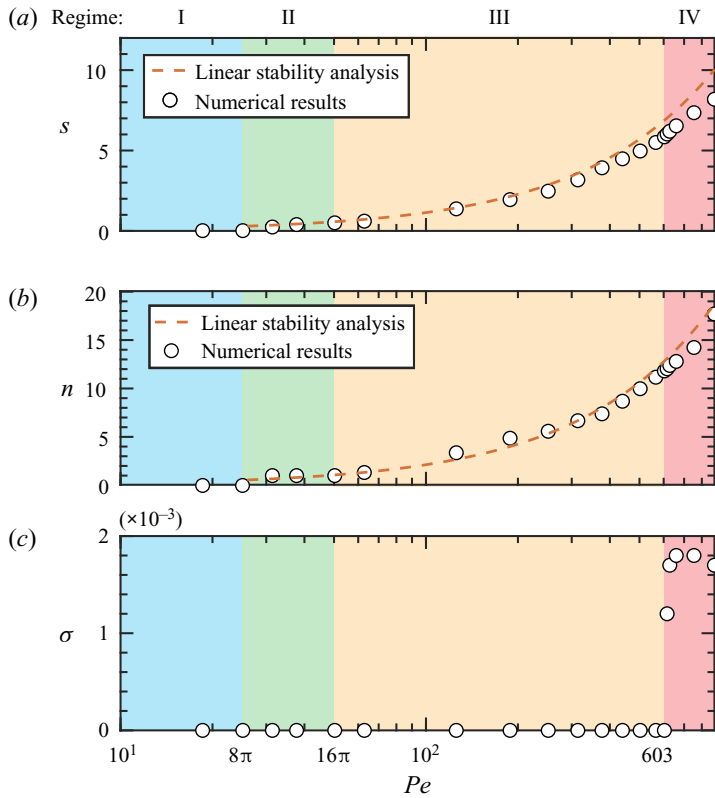 (a) Regime: I II III IV
10
5
0
s
Linear stability analysis
Numerical results
(b)
20
15
10
5
0
n
Linear stability analysis
Numerical results
(×10⁻³)
(c)
2
1
0
σ
10¹ 8π 16π 10² 603
Pe